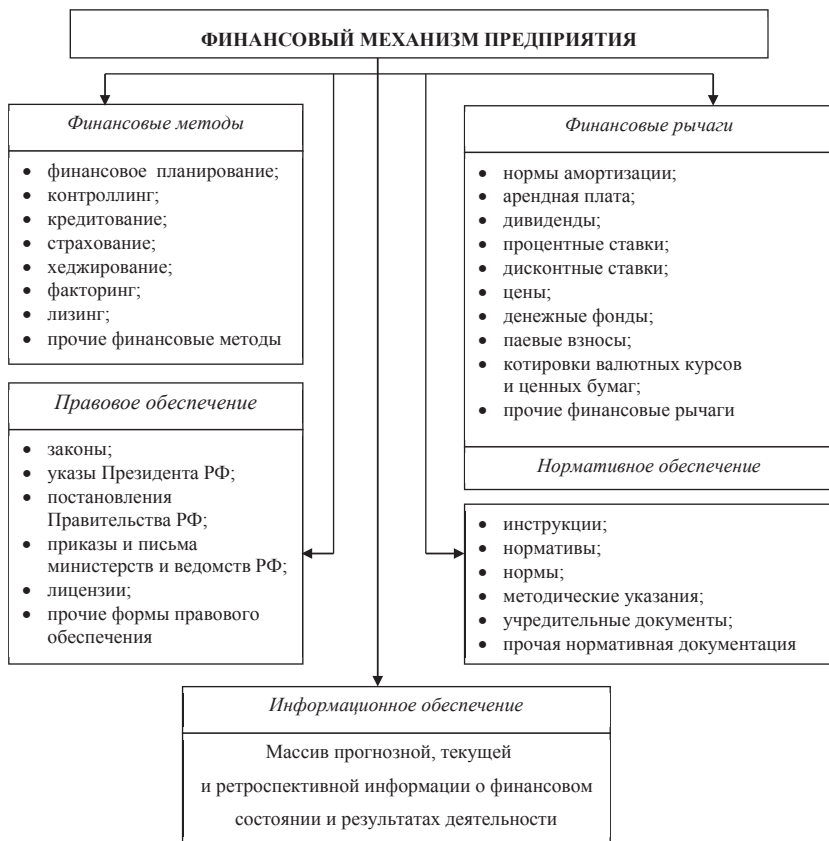 ФИНАНСОВЫЙ МЕХАНИЗМ ПРЕДПРИЯТИЯ
Финансовые методы
• финансовое планирование;
• контроллинг;
• кредитование;
• страхование;
• хеджирование;
• факторинг;
• лизинг;
• прочие финансовые методы
Финансовые рычаги
• нормы амортизации;
• арендная плата;
• дивиденды;
• процентные ставки;
• дисконтные ставки;
• цены;
• денежные фонды;
• паевые взносы;
• котировки валютных курсов
и ценных бумаг;
• прочие финансовые рычаги
Правовое обеспечение
• законы;
• указы Президента РФ;
• постановления
Правительства РФ;
• приказы и письма
министерств и ведомств РФ;
• лицензии;
• прочие формы правового
обеспечения
Нормативное обеспечение
• инструкции;
• нормативы;
• нормы;
• методические указания;
• учредительные документы;
• прочая нормативная документация
Информационное обеспечение
Массив прогнозной, текущей
и ретроспективной информации о финансовом
состоянии и результатах деятельности